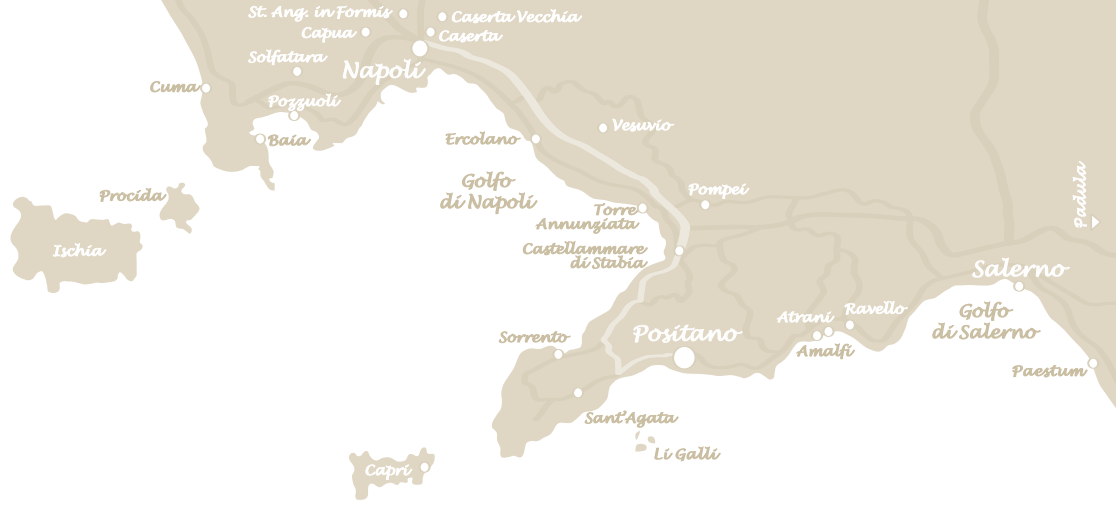 St. Ang. in Formis
Caserta Vecchia
Capua
Caserta
Solfatara
Napoli
Cuma
Pozzuoli
Vesuvio
Baia
Ercolano
Golfo
di Napoli
Procida
Pompei
Padula
Torre
Annunziata
Ischia
Castellammare
di Stabia
Salerno
Atrani
Ravello
Golfo
di Salerno
Sorrento
Positano
Amalfi
Paestum
Sant'Agata
Li Galli
Capri